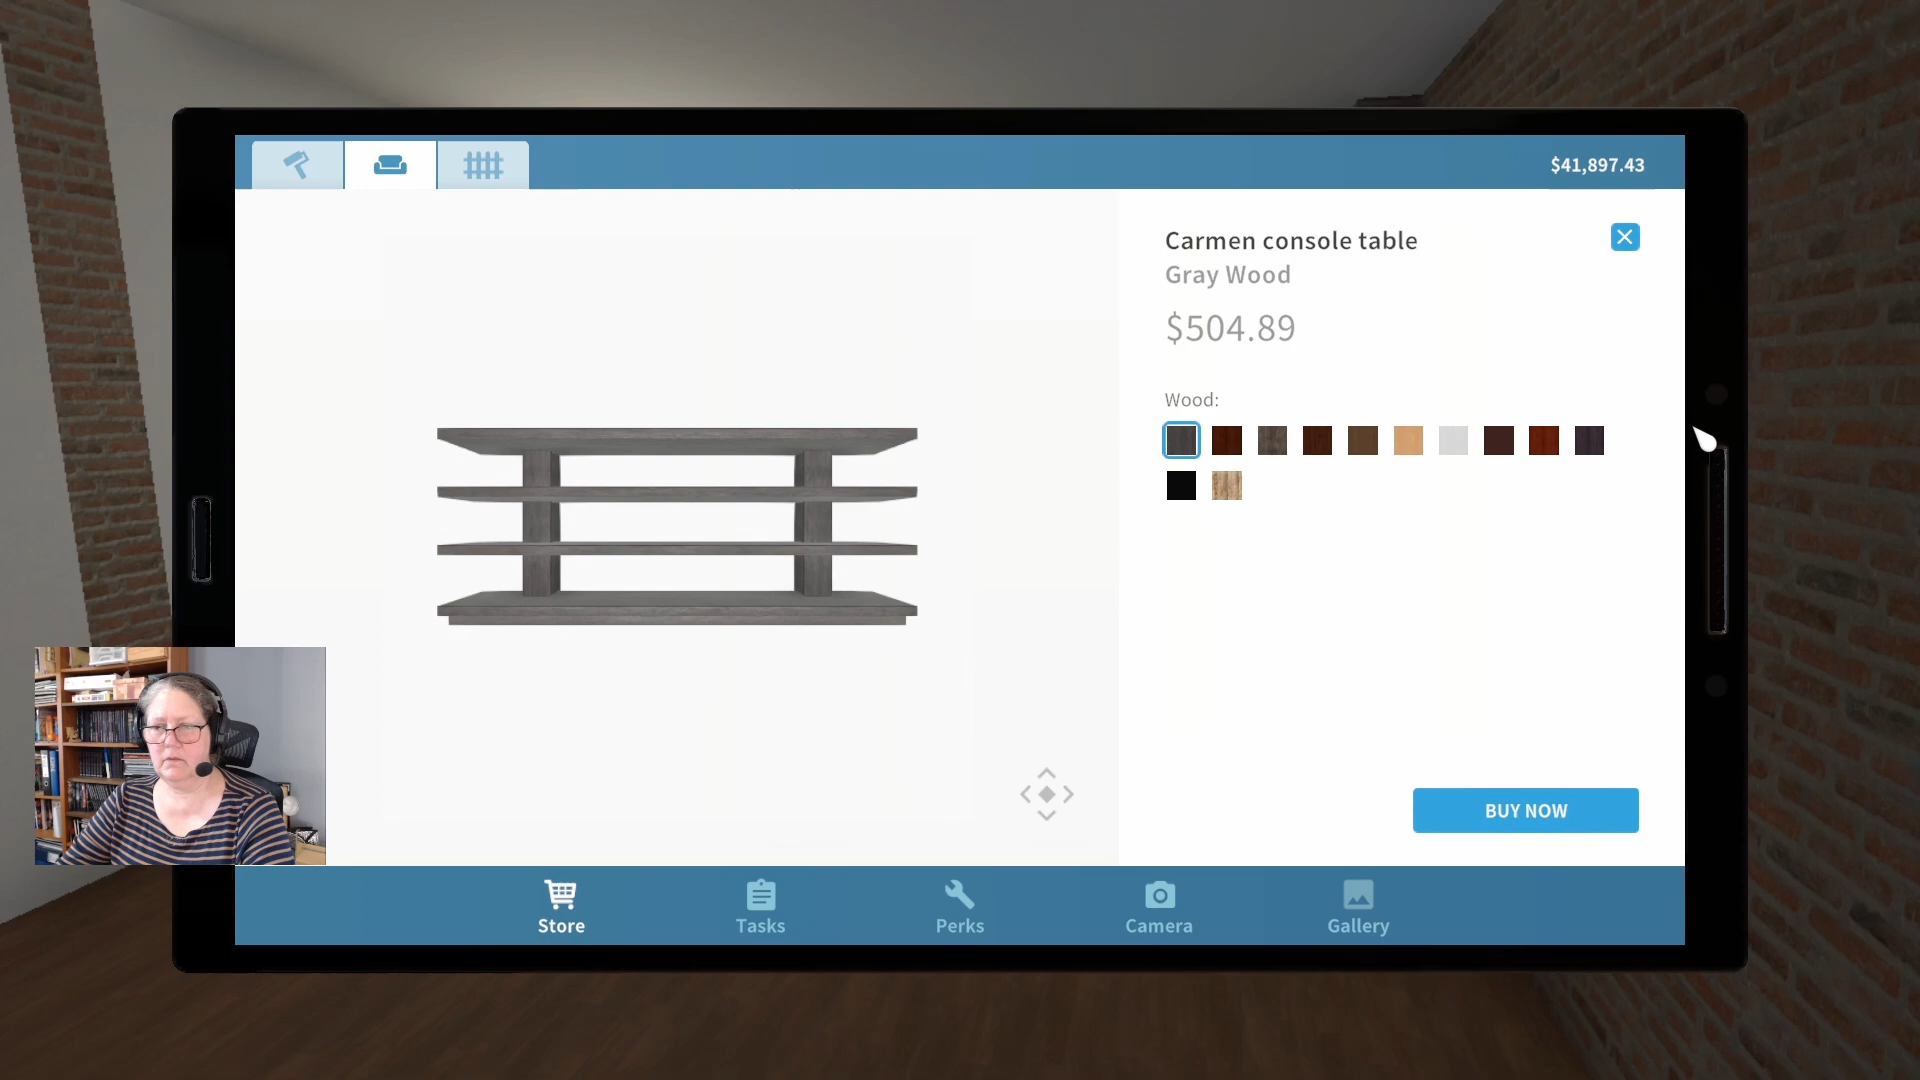 $41,897.43
Carmen console table
Gray Wood
$504.89
Wood:
BUY NOW
Store
Tasks
Perks
Camera
Gallery